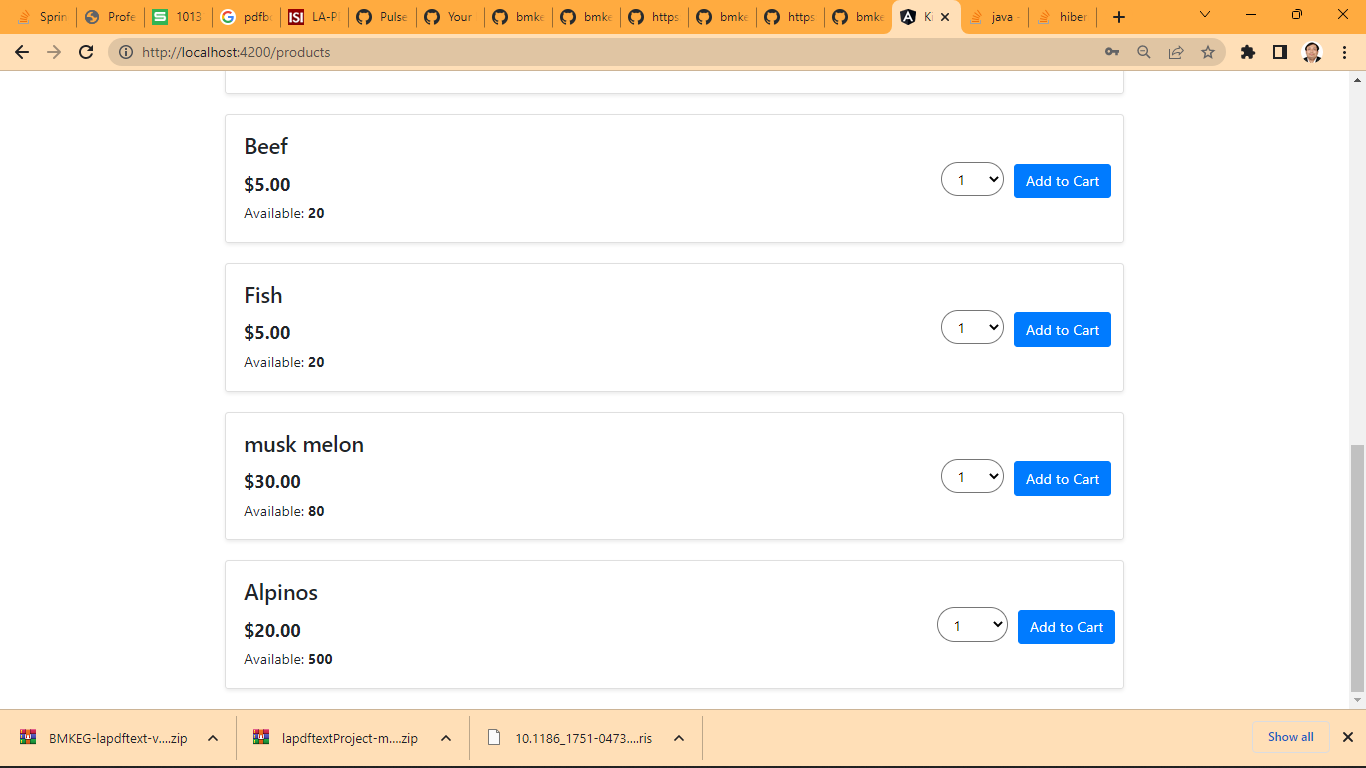 Sprin
Profe
1013
pdfb
LA-P
Pulse
Your
bmke
bmke
https
bmke
https
bmke
Ki
java -
hiber
http://localhost:4200/products
Beef
$5.00
Available: 20
1
Add to Cart
Fish
$5.00
Available: 20
1
Add to Cart
musk melon
$30.00
Available: 80
1
Add to Cart
Alpinos
$20.00
Available: 500
1
Add to Cart
BMKEG-lapdftext-v....zip
lapdftextProject-m....zip
10.1186_1751-0473....ris
Show all